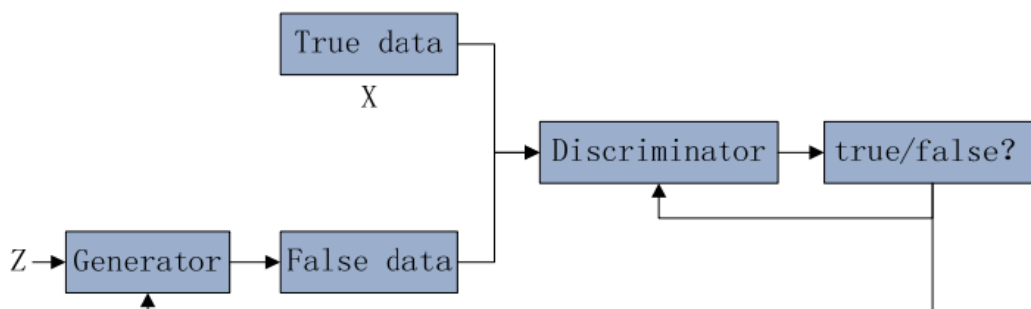 True data
X
Discriminator
true/false?
Z
Generator
False data